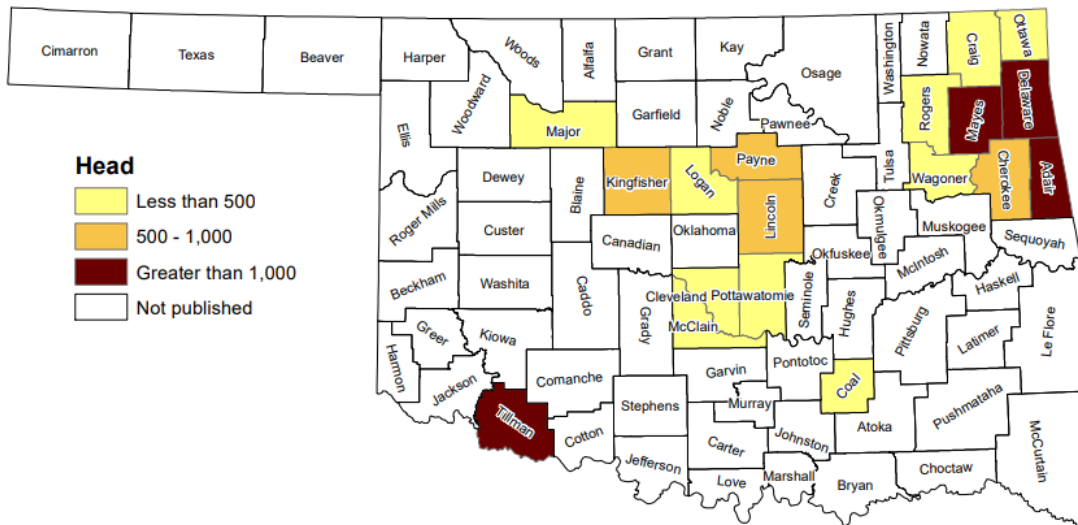 Cimarron
Texas
Beaver
Harper
Woods
Alfalfa
Grant
Kay
Osage
Washington
Nowata
Craig
Ottawa
Delaware
Mayes
Rogers
Woodward
Ellis
Major
Garfield
Noble
Pawnee
Payne
Kingfisher
Logan
Lincoln
Creek
Tulsa
Wagoner
Cherokee
Adair
Head
Less than 500
500 - 1,000
Greater than 1,000
Not published
Dewey
Blaine
Roger Mills
Custer
Canadian
Oklahoma
Okfuskee
Okmulgee
Muskogee
Sequoyah
McIntosh
Haskell
Beckham
Washita
Caddo
Grady
Cleveland
Pottawatomie
McClain
Seminole
Hughes
Pittsburg
Latimer
Le Flore
Greer
Kiowa
Harmon
Jackson
Tillman
Comanche
Cotton
Stephens
Jefferson
Garvin
Pontotoc
Coal
Murray
Carter
Johnston
Atoka
Pushmataha
McCurtain
Love
Marshall
Bryan
Choctaw